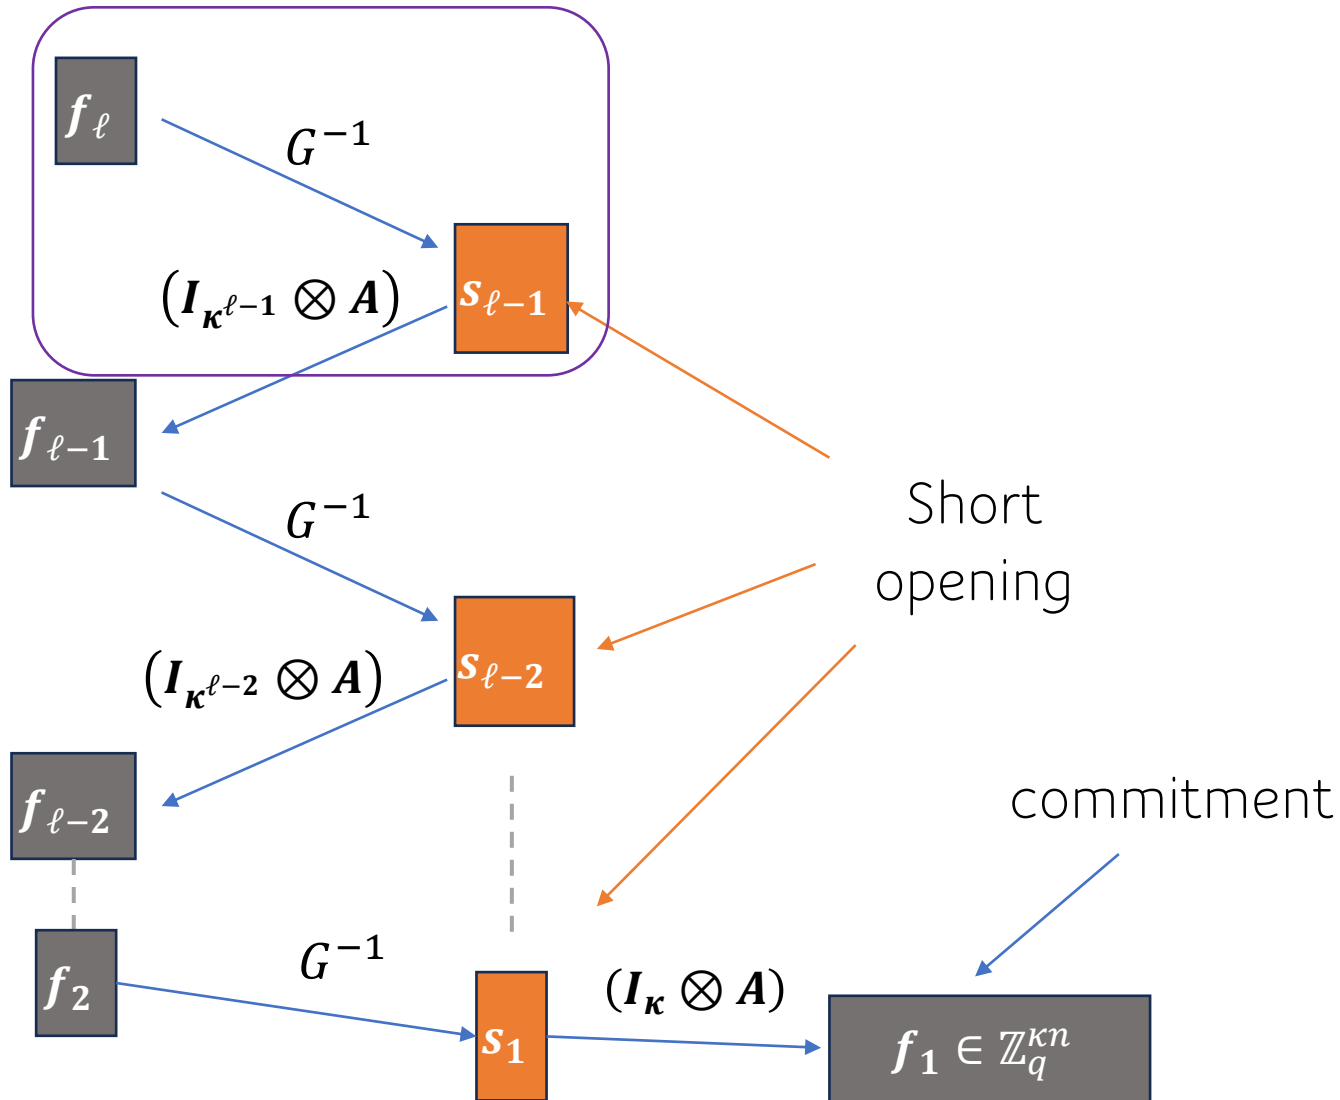 𝒇_ℓ
G⁻¹
(𝑰_{𝜿^{ℓ−1}} ⊗ 𝑨)
𝒔_{ℓ−1}
𝒇_{ℓ−1}
G⁻¹
Short
opening
(𝑰_{𝜿^{ℓ−2}} ⊗ 𝑨)
𝒔_{ℓ−2}
𝒇_{ℓ−2}
commitment
𝒇_2
G⁻¹
𝒔_1
(𝑰_𝜿 ⊗ 𝑨)
𝒇_1 ∈ ℤ_q^{κn}